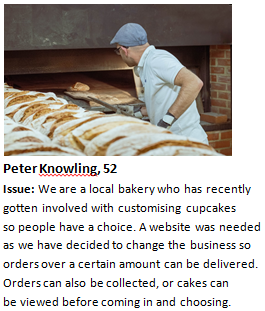 Peter Knowling, 52
Issue: We are a local bakery who has recently
gotten involved with customising cupcakes
so people have a choice. A website was needed
as we have decided to change the business so
orders over a certain amount can be delivered.
Orders can also be collected, or cakes can
be viewed before coming in and choosing.